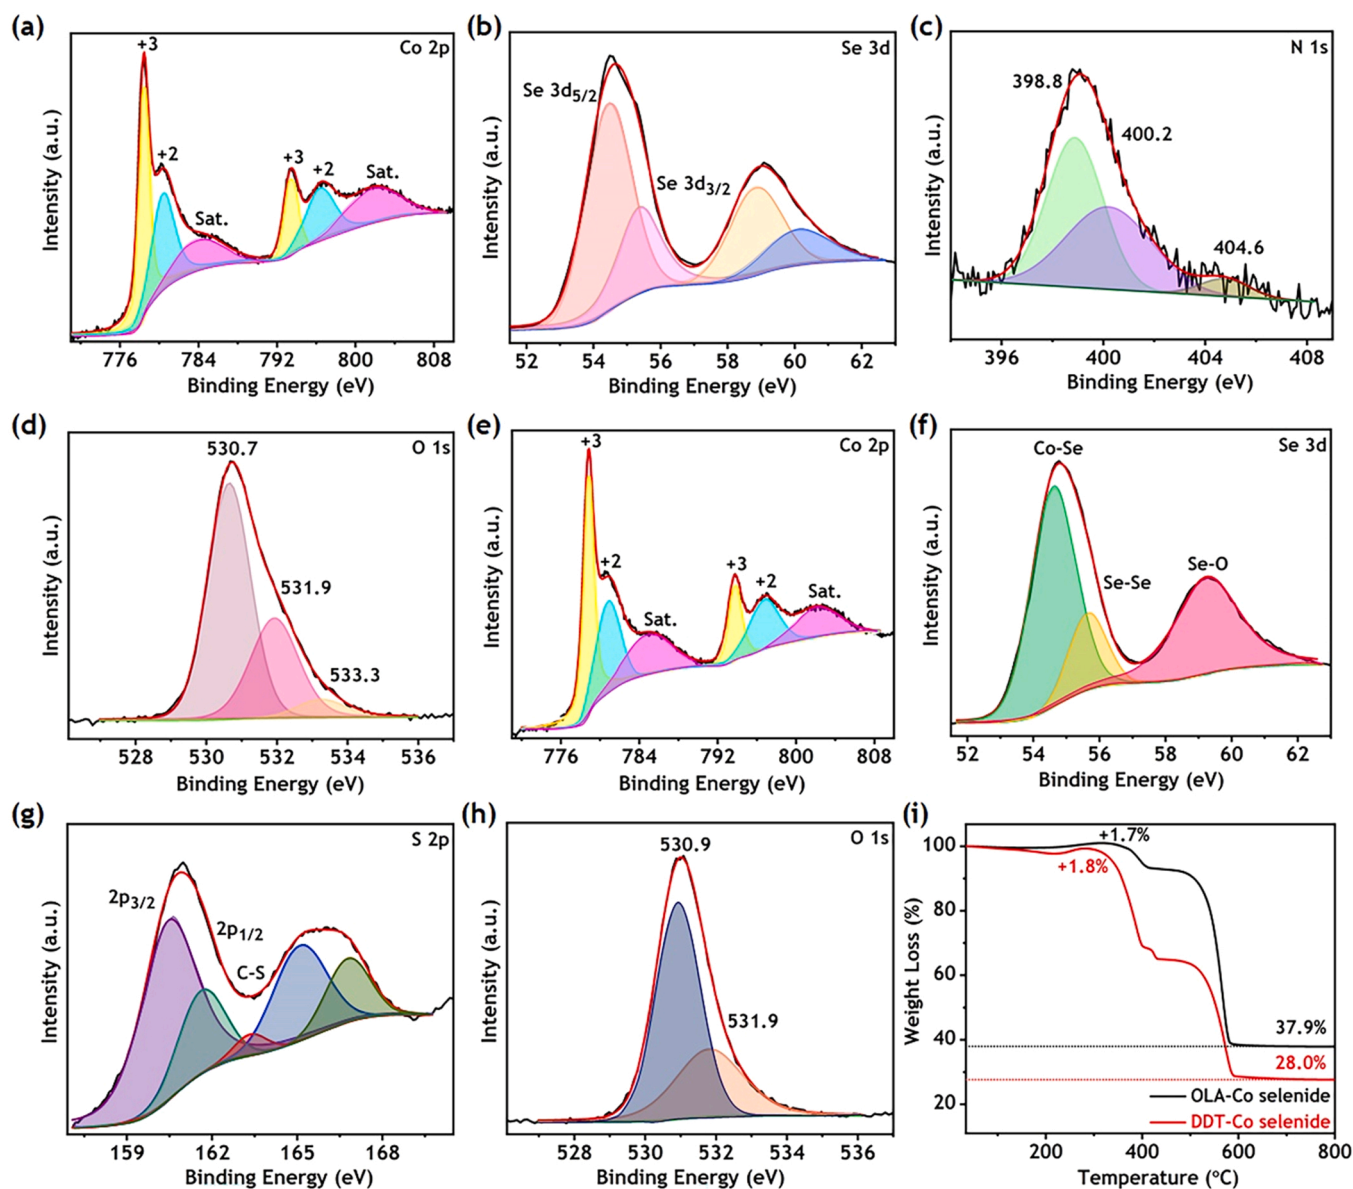 (a)
+3
Co 2p
+2
+3
+2
Sat.
Sat.
Intensity (a.u.)
776 784 792 800 808
Binding Energy (eV)
(b)
Se 3d
Se 3d5/2
Se 3d3/2
Intensity (a.u.)
52 54 56 58 60 62
Binding Energy (eV)
(c)
N 1s
398.8
400.2
404.6
Intensity (a.u.)
396 400 404 408
Binding Energy (eV)
(d)
O 1s
530.7
531.9
533.3
Intensity (a.u.)
528 530 532 534 536
Binding Energy (eV)
(e)
+3
Co 2p
+2
+3
+2
Sat.
Sat.
Intensity (a.u.)
776 784 792 800 808
Binding Energy (eV)
(f)
Co-Se
Se 3d
Se-Se
Se-O
Intensity (a.u.)
52 54 56 58 60 62
Binding Energy (eV)
(g)
S 2p
2p3/2
2p1/2
C-S
Intensity (a.u.)
159 162 165 168
Binding Energy (eV)
(h)
O 1s
530.9
531.9
Intensity (a.u.)
528 530 532 534 536
Binding Energy (eV)
(i)
+1.7%
+1.8%
37.9%
28.0%
OLA-Co selenide
DDT-Co selenide
Weight Loss (%)
100
80
60
40
20
200 400 600 800
Temperature (°C)